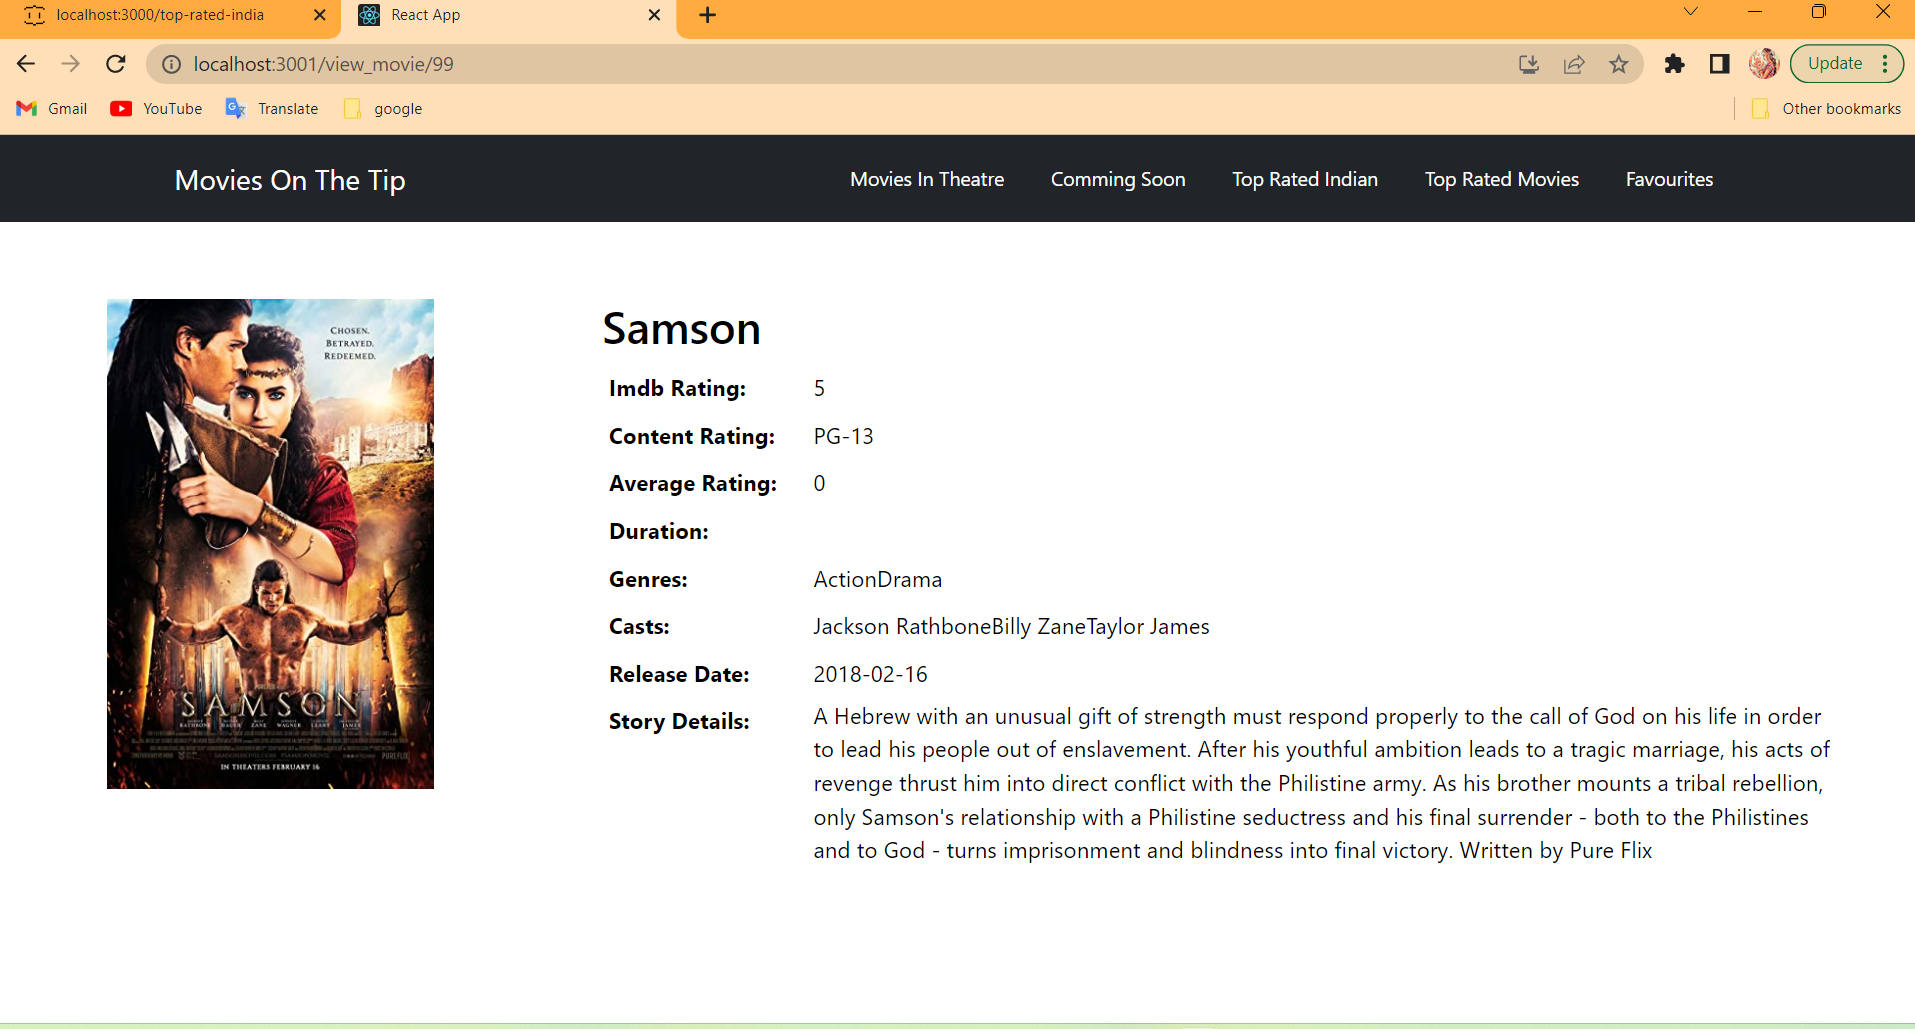 localhost:3000/top-rated-india
React App
localhost:3001/view_movie/99
Update
Gmail
YouTube
Translate
google
Other bookmarks
Movies On The Tip
Movies In Theatre
Comming Soon
Top Rated Indian
Top Rated Movies
Favourites
CHOSEN.
BETRAYED.
REDEEMED.
SAMSON
IN THEATERS FEBRUARY 16
PUREFLIX
Samson
Imdb Rating: 5
Content Rating: PG-13
Average Rating: 0
Duration:
Genres: ActionDrama
Casts: Jackson RathboneBilly ZaneTaylor James
Release Date: 2018-02-16
Story Details: A Hebrew with an unusual gift of strength must respond properly to the call of God on his life in order
to lead his people out of enslavement. After his youthful ambition leads to a tragic marriage, his acts of
revenge thrust him into direct conflict with the Philistine army. As his brother mounts a tribal rebellion,
only Samson's relationship with a Philistine seductress and his final surrender - both to the Philistines
and to God - turns imprisonment and blindness into final victory. Written by Pure Flix